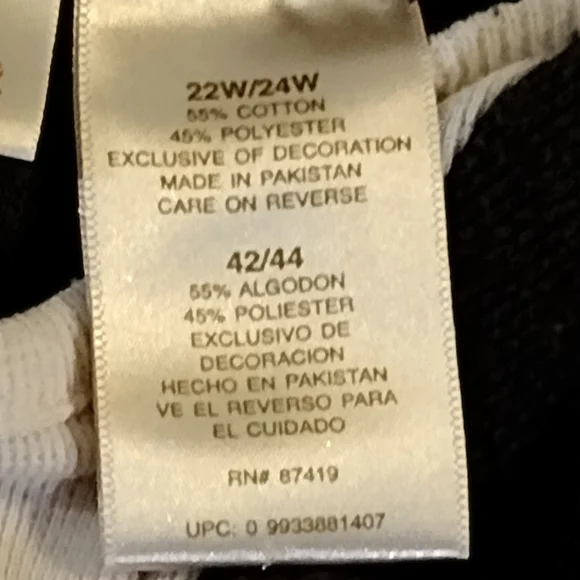 22W/24W
55% COTTON
45% POLYESTER
EXCLUSIVE OF DECORATION
MADE IN PAKISTAN
CARE ON REVERSE
42/44
55% ALGODON
45% POLIESTER
EXCLUSIVO DE
DECORACION
HECHO EN PAKISTAN
VE EL REVERSO PARA
EL CUIDADO
RN# 87419
UPC: 0 9933881407